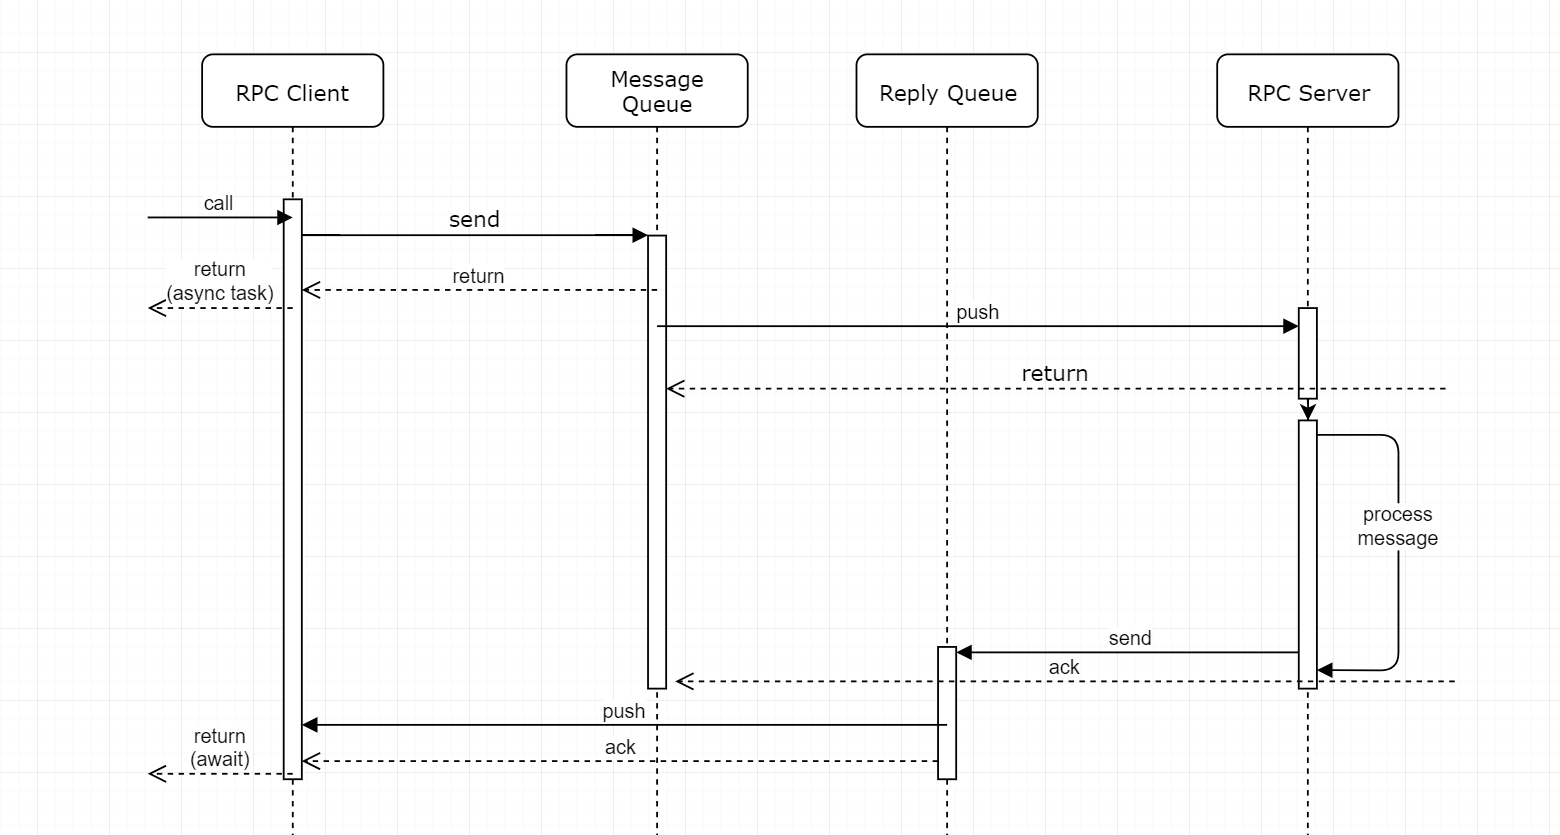 RPC Client
Message
Queue
Reply Queue
RPC Server
call
send
return
(async task)
return
push
return
process
message
send
ack
push
return
(await)
ack